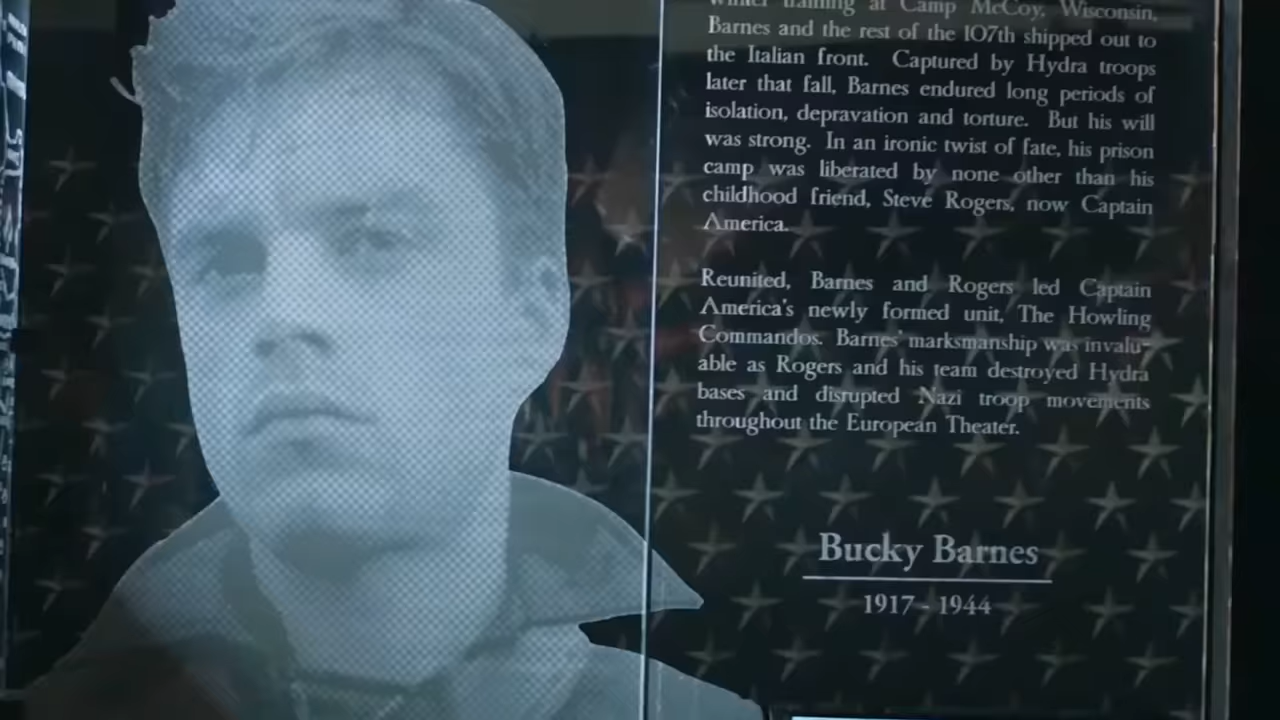 winter training at Camp McCoy, Wisconsin,
Barnes and the rest of the 107th shipped out to
the Italian front. Captured by Hydra troops
later that fall, Barnes endured long periods of
isolation, depravation and torture. But his will
was strong. In an ironic twist of fate, his prison
camp was liberated by none other than his
childhood friend, Steve Rogers, now Captain
America.
Reunited, Barnes and Rogers led Captain
America's newly formed unit, The Howling
Commandos. Barnes' marksmanship was invalu-
able as Rogers and his team destroyed Hydra
bases and disrupted Nazi troop movements
throughout the European Theater.
Bucky Barnes
1917 - 1944